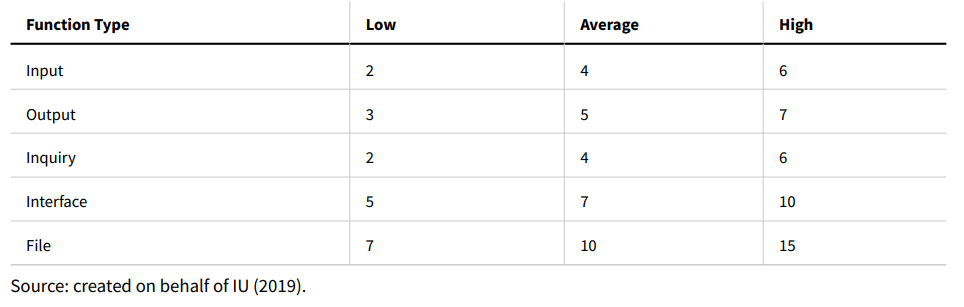 Function Type Low Average High
Input 2 4 6
Output 3 5 7
Inquiry 2 4 6
Interface 5 7 10
File 7 10 15
Source: created on behalf of IU (2019).